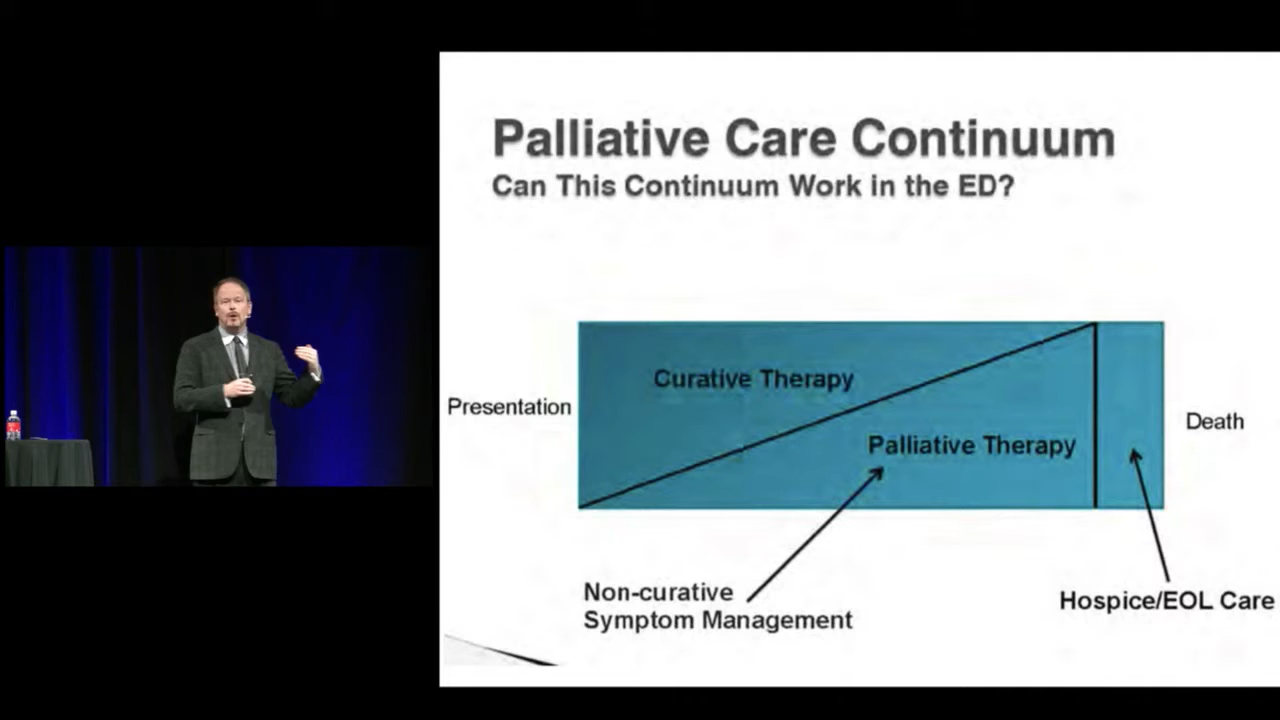 Palliative Care Continuum
Can This Continuum Work in the ED?
Curative Therapy
Presentation
Death
Palliative Therapy
Non-curative
Symptom Management
Hospice/EOL Care